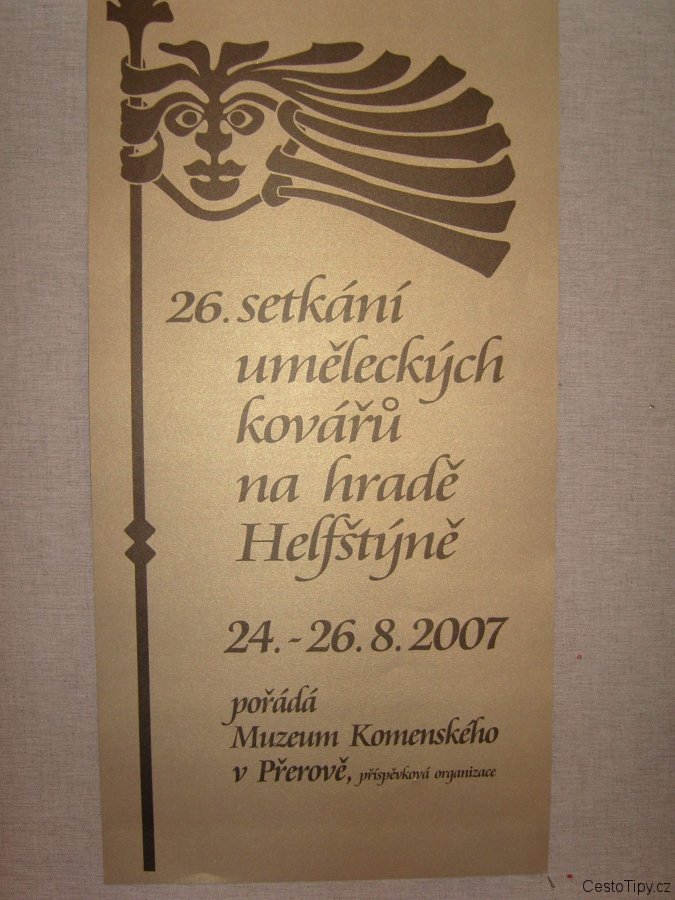 26. setkání
uměleckých
kovářů
na hradě
Helfštýně
24. - 26. 8. 2007
pořádá
Muzeum Komenského
v Přerově, příspěvková organizace
CestoTipy.cz